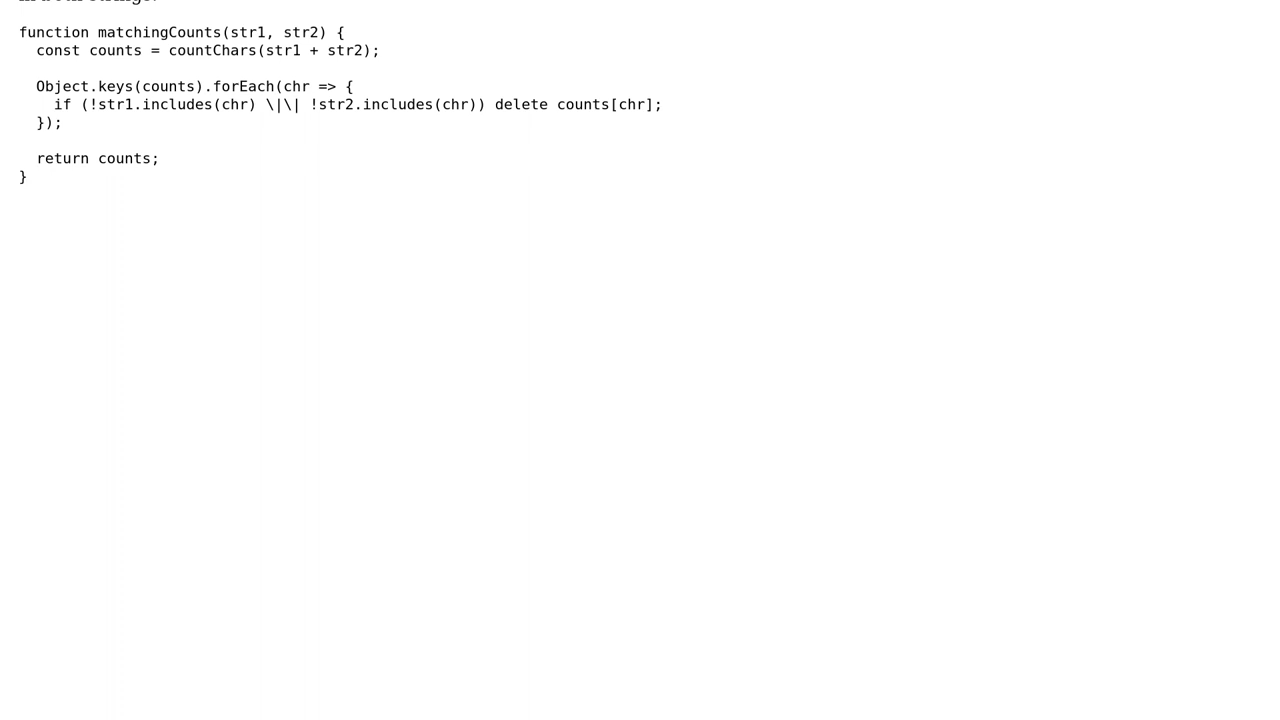 function matchingCounts(str1, str2) {
  const counts = countChars(str1 + str2);

  Object.keys(counts).forEach(chr => {
    if (!str1.includes(chr) \|\| !str2.includes(chr)) delete counts[chr];
  });

  return counts;
}